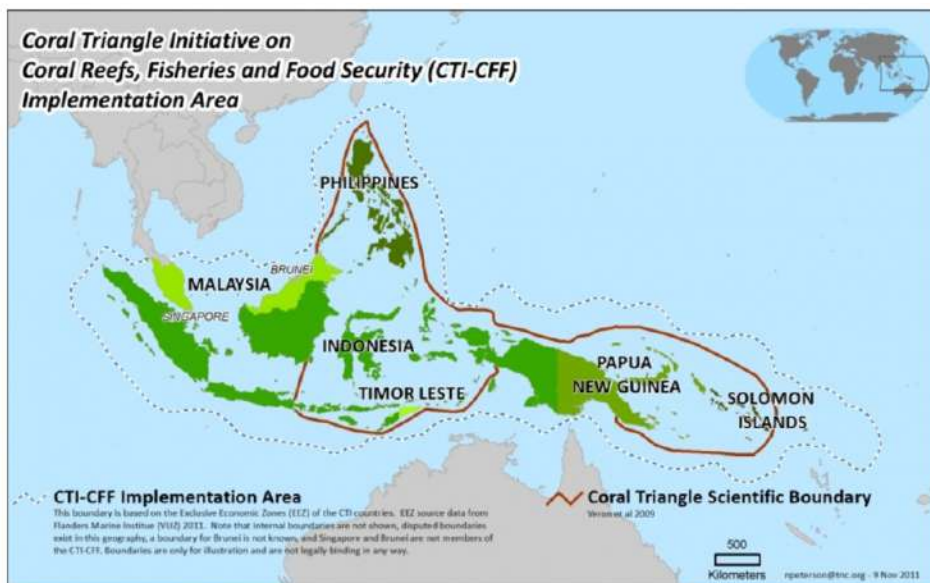 Coral Triangle Initiative on
Coral Reefs, Fisheries and Food Security (CTI-CFF)
Implementation Area
PHILIPPINES
BRUNEI
MALAYSIA
SINGAPORE
INDONESIA
PAPUA
NEW GUINEA
TIMOR LESTE
SOLOMON
ISLANDS
CTI-CFF Implementation Area
This boundary is based on the Exclusive Economic Zones (EEZ) of the CTI countries. EEZ source data from
Flanders Marine Institue (VLIZ) 2011. Note that internal boundaries are not shown, disputed boundaries
exist in this geography, a boundary for Brunei is not known, and Singapore and Brunei are not members of
the CTI-CFF. Boundaries are only for illustration and are not legally binding in any way.
Coral Triangle Scientific Boundary
Veron et al 2009
500
Kilometers
npeterson@tnc.org - 9 Nov 2011